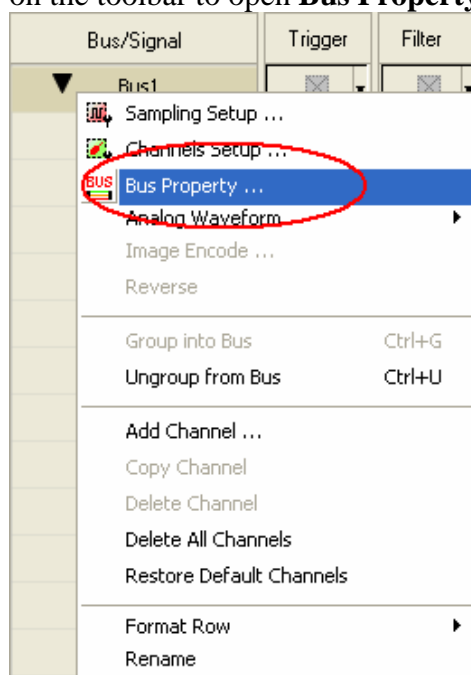 on the toolbar to open Bus Property
Bus/Signal Trigger Filter
Bus1
Sampling Setup ...
Channels Setup ...
BUS Bus Property ...
Analog Waveform
Image Encode ...
Reverse
Group into Bus Ctrl+G
Ungroup from Bus Ctrl+U
Add Channel ...
Copy Channel
Delete Channel
Delete All Channels
Restore Default Channels
Format Row
Rename